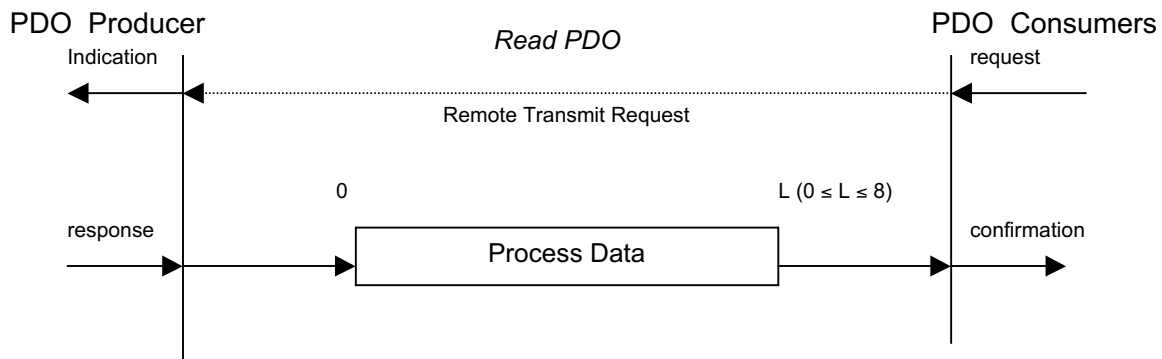 PDO Producer
Read PDO
PDO Consumers
Indication
request
Remote Transmit Request
0
L (0 ≤ L ≤ 8)
response
Process Data
confirmation